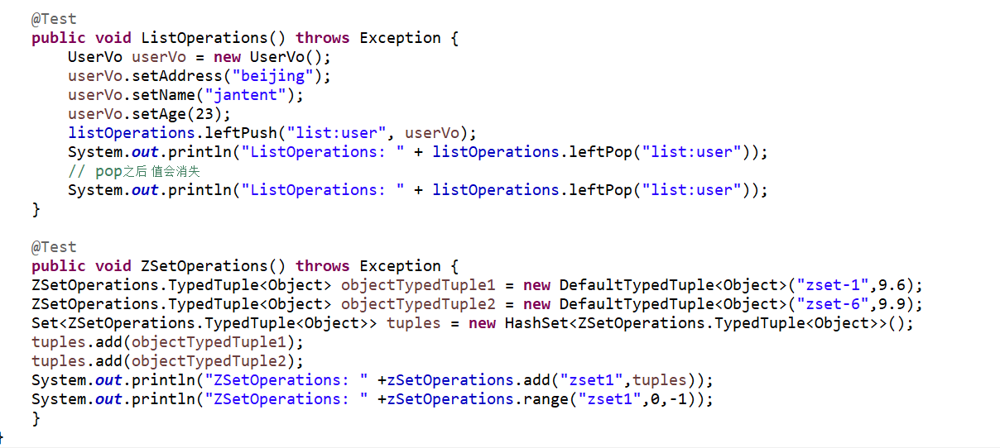 @Test
public void ListOperations() throws Exception {
UserVo userVo = new UserVo();
userVo.setAddress("beijing");
userVo.setName("jantent");
userVo.setAge(23);
listOperations.leftPush("list:user", userVo);
System.out.println("ListOperations: " + listOperations.leftPop("list:user"));
// pop之后 值会消失
System.out.println("ListOperations: " + listOperations.leftPop("list:user"));
}
@Test
public void ZSetOperations() throws Exception {
ZSetOperations.TypedTuple<Object> objectTypedTuple1 = new DefaultTypedTuple<Object>("zset-1",9.6);
ZSetOperations.TypedTuple<Object> objectTypedTuple2 = new DefaultTypedTuple<Object>("zset-6",9.9);
Set<ZSetOperations.TypedTuple<Object>> tuples = new HashSet<ZSetOperations.TypedTuple<Object>>();
tuples.add(objectTypedTuple1);
tuples.add(objectTypedTuple2);
System.out.println("ZSetOperations: " +zSetOperations.add("zset1",tuples));
System.out.println("ZSetOperations: " +zSetOperations.range("zset1",0,-1));
}
}